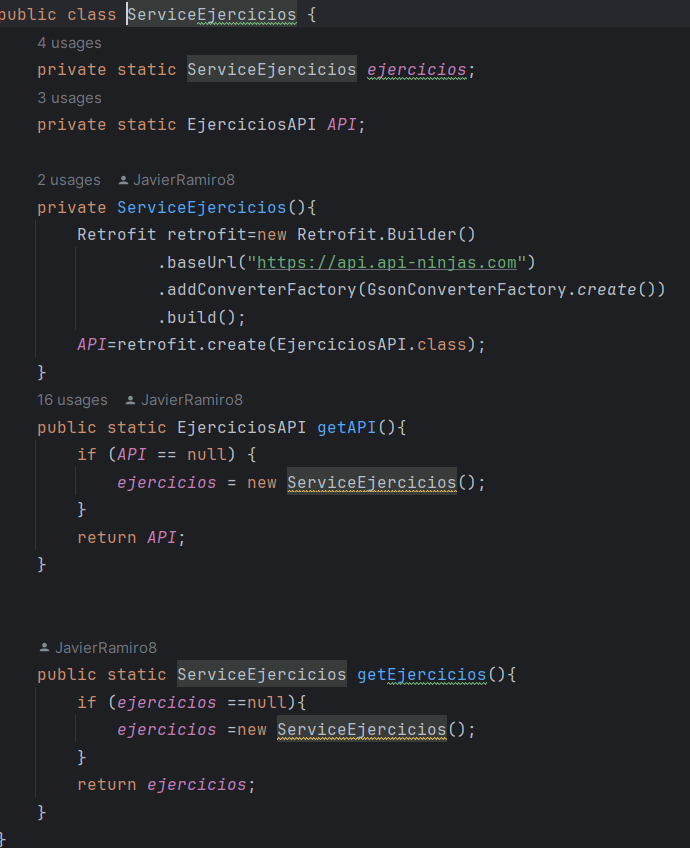 public class ServiceEjercicios {
4 usages
private static ServiceEjercicios ejercicios;
3 usages
private static EjerciciosAPI API;
2 usages JavierRamiro8
private ServiceEjercicios(){
Retrofit retrofit=new Retrofit.Builder()
.baseUrl("https://api.api-ninjas.com")
.addConverterFactory(GsonConverterFactory.create())
.build();
API=retrofit.create(EjerciciosAPI.class);
}
16 usages JavierRamiro8
public static EjerciciosAPI getAPI(){
if (API == null) {
ejercicios = new ServiceEjercicios();
}
return API;
}
JavierRamiro8
public static ServiceEjercicios getEjercicios(){
if (ejercicios ==null){
ejercicios =new ServiceEjercicios();
}
return ejercicios;
}
}